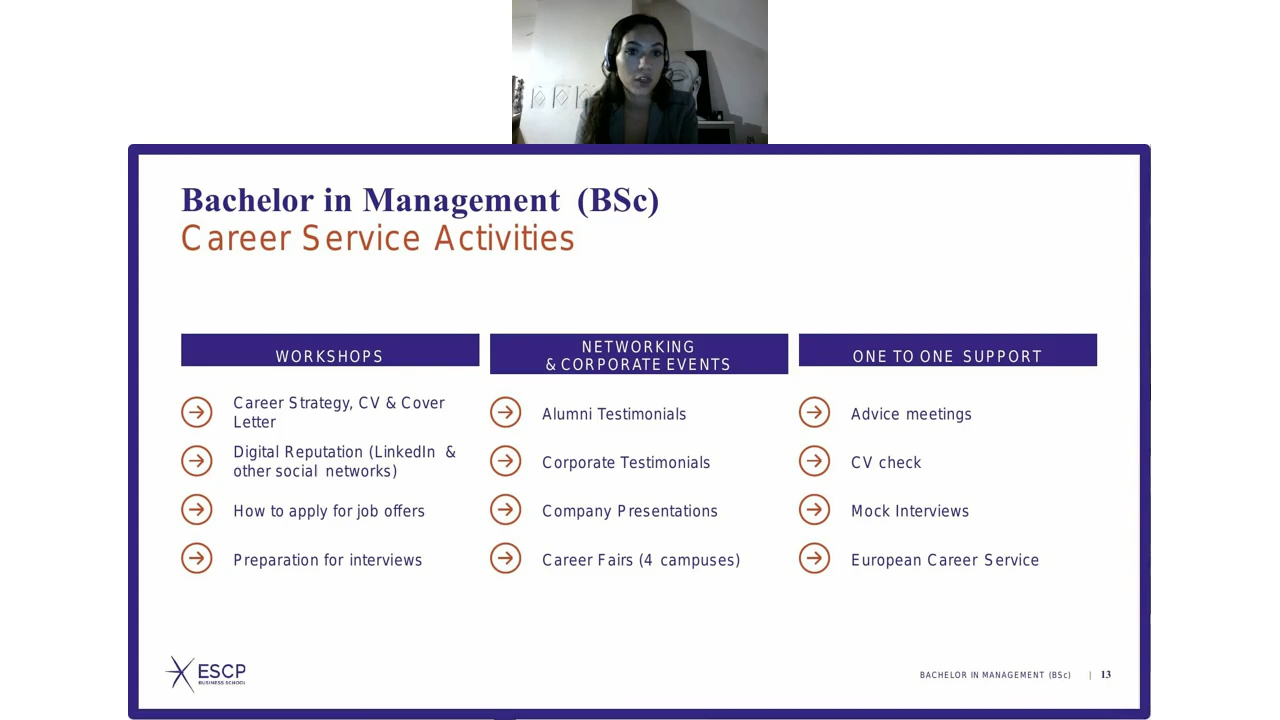 Bachelor in Management (BSc)
Career Service Activities
WORKSHOPS
Career Strategy, CV & Cover
Letter
Digital Reputation (LinkedIn &
other social networks)
How to apply for job offers
Preparation for interviews
NETWORKING
& CORPORATE EVENTS
Alumni Testimonials
Corporate Testimonials
Company Presentations
Career Fairs (4 campuses)
ONE TO ONE SUPPORT
Advice meetings
CV check
Mock Interviews
European Career Service
ESCP
BUSINESS SCHOOL
BACHELOR IN MANAGEMENT (BSc) | 13